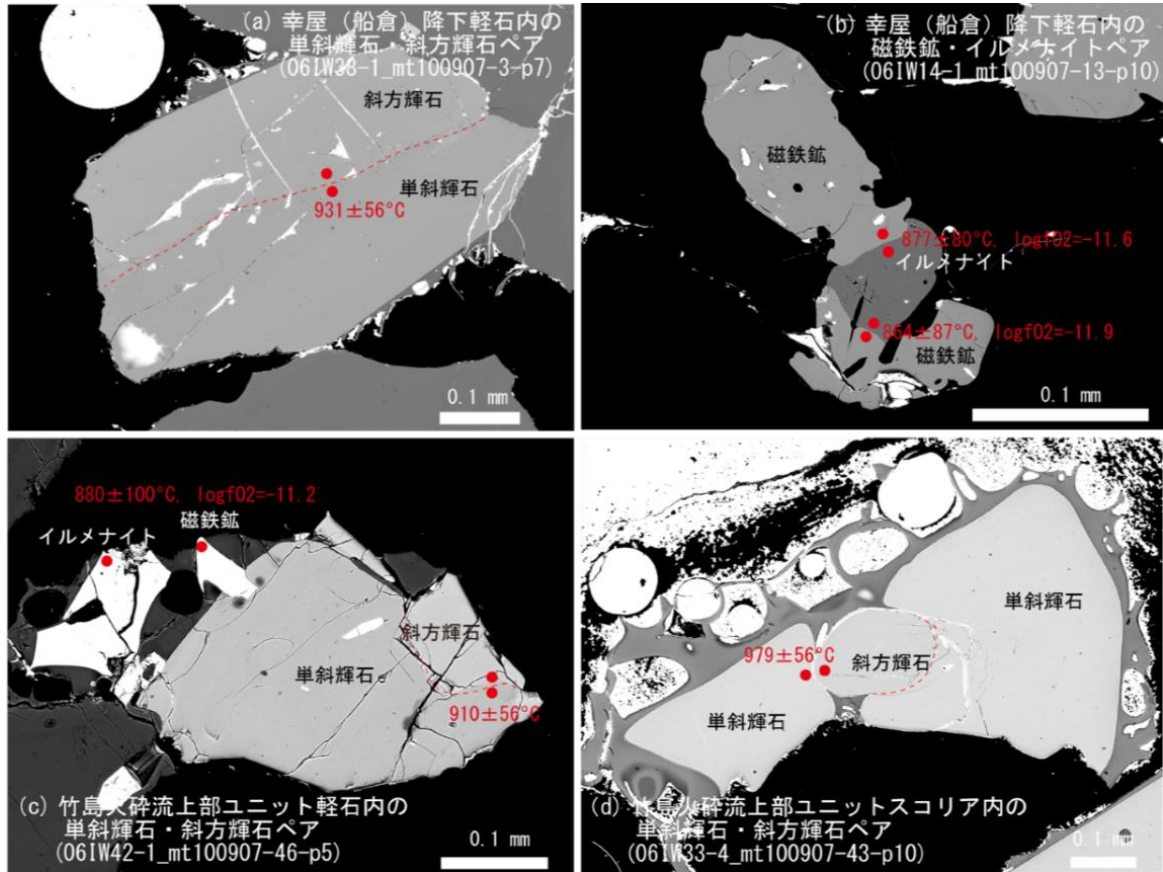 (a) 幸屋（船倉）降下軽石内の
単斜輝石・斜方輝石ペア
(06IW38-1_mt100907-3-p7)
斜方輝石
単斜輝石
931±56°C
0.1 mm
(b) 幸屋（船倉）降下軽石内の
磁鉄鉱・イルメナイトペア
(06IW14-1_mt100907-13-p10)
磁鉄鉱
877±80°C, logfO2=-11.6
イルメナイト
864±87°C, logfO2=-11.9
磁鉄鉱
0.1 mm
880±100°C, logfO2=-11.2
磁鉄鉱
イルメナイト
斜方輝石
単斜輝石
910±56°C
(c) 竹島火砕流上部ユニット軽石内の
単斜輝石・斜方輝石ペア
(06IW42-1_mt100907-46-p5)
0.1 mm
単斜輝石
979±56°C
斜方輝石
単斜輝石
(d) 竹島火砕流上部ユニットスコリア内の
単斜輝石・斜方輝石ペア
(06IW33-4_mt100907-43-p10)
0.1 mm